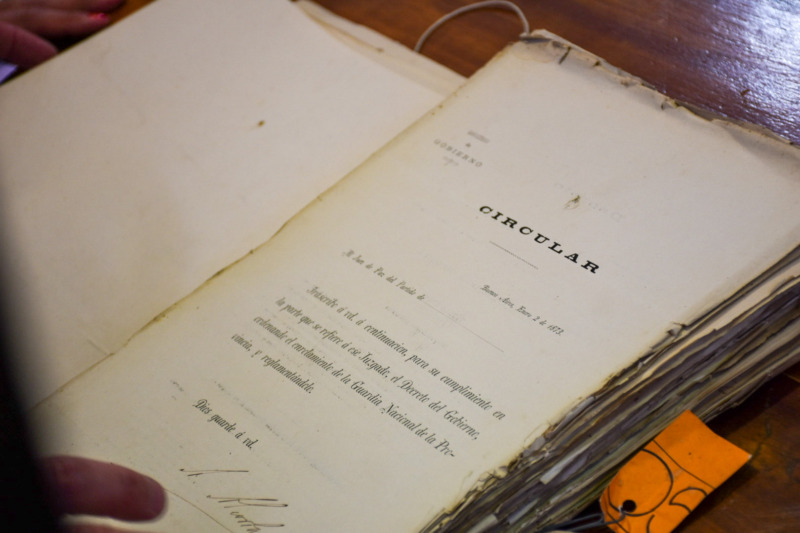 GOBIERNO
CIRCULAR
Buenos Aires, Enero 2 de 1873.
Al Juez de Paz del Partido de
Transcribo á vd. á continuacion, para su cumplimiento en
la parte que se refiere á ese Juzgado, el Decreto del Gobierno,
ordenando el enrolamiento de la Guardia Nacional de la Pro-
vincia, y reglamentándole.
Dios guarde á vd.